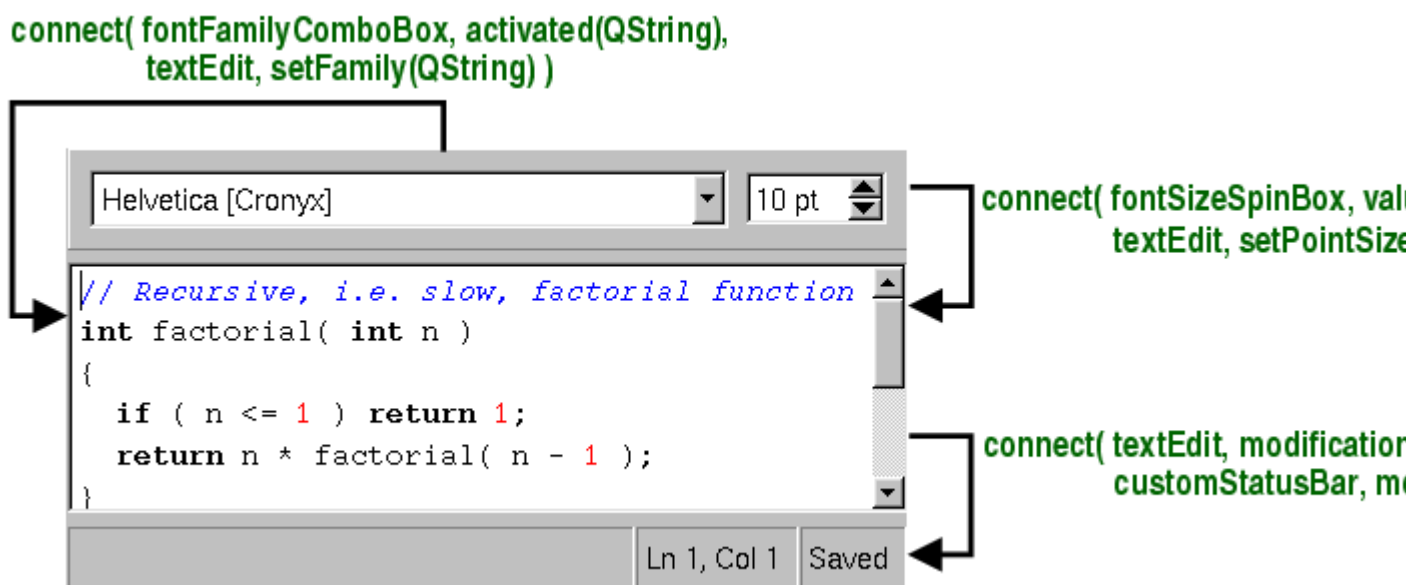 connect( fontFamilyComboBox, activated(QString),
textEdit, setFamily(QString) )
Helvetica [Cronyx]
10 pt
connect( fontSizeSpinBox,
textEdit,
// Recursive, i.e. slow, factorial function
int factorial( int n )
{
if ( n <= 1 ) return 1;
return n * factorial( n - 1 );
}
connect( textEdit,
customStatusBar,
Ln 1, Col 1
Saved